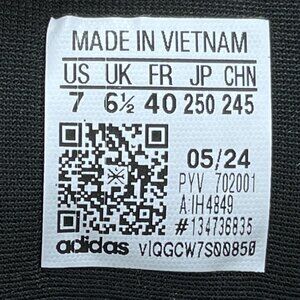 MADE IN VIETNAM
US UK FR JP CHN
7 6½ 40 250 245
05/24
PYV 702001
A:IH4849
#134736835
adidas vlQGCW7S00850